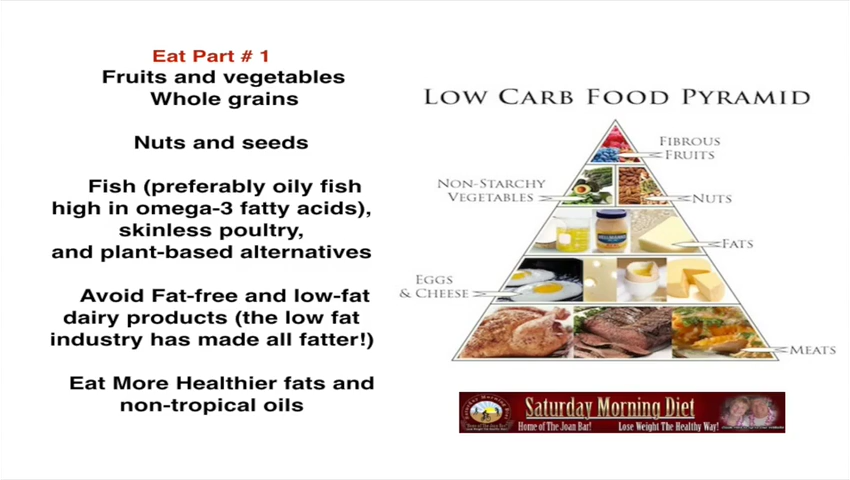 Eat Part # 1
Fruits and vegetables
Whole grains
Nuts and seeds
Fish (preferably oily fish
high in omega-3 fatty acids),
skinless poultry,
and plant-based alternatives
Avoid Fat-free and low-fat
dairy products (the low fat
industry has made all fatter!)
Eat More Healthier fats and
non-tropical oils
LOW CARB FOOD PYRAMID
FIBROUS
FRUITS
NON-STARCHY
VEGETABLES
NUTS
FATS
EGGS
& CHEESE
MEATS
Saturday Morning Diet
Home of The Joan Bar!
Lose Weight The Healthy Way!